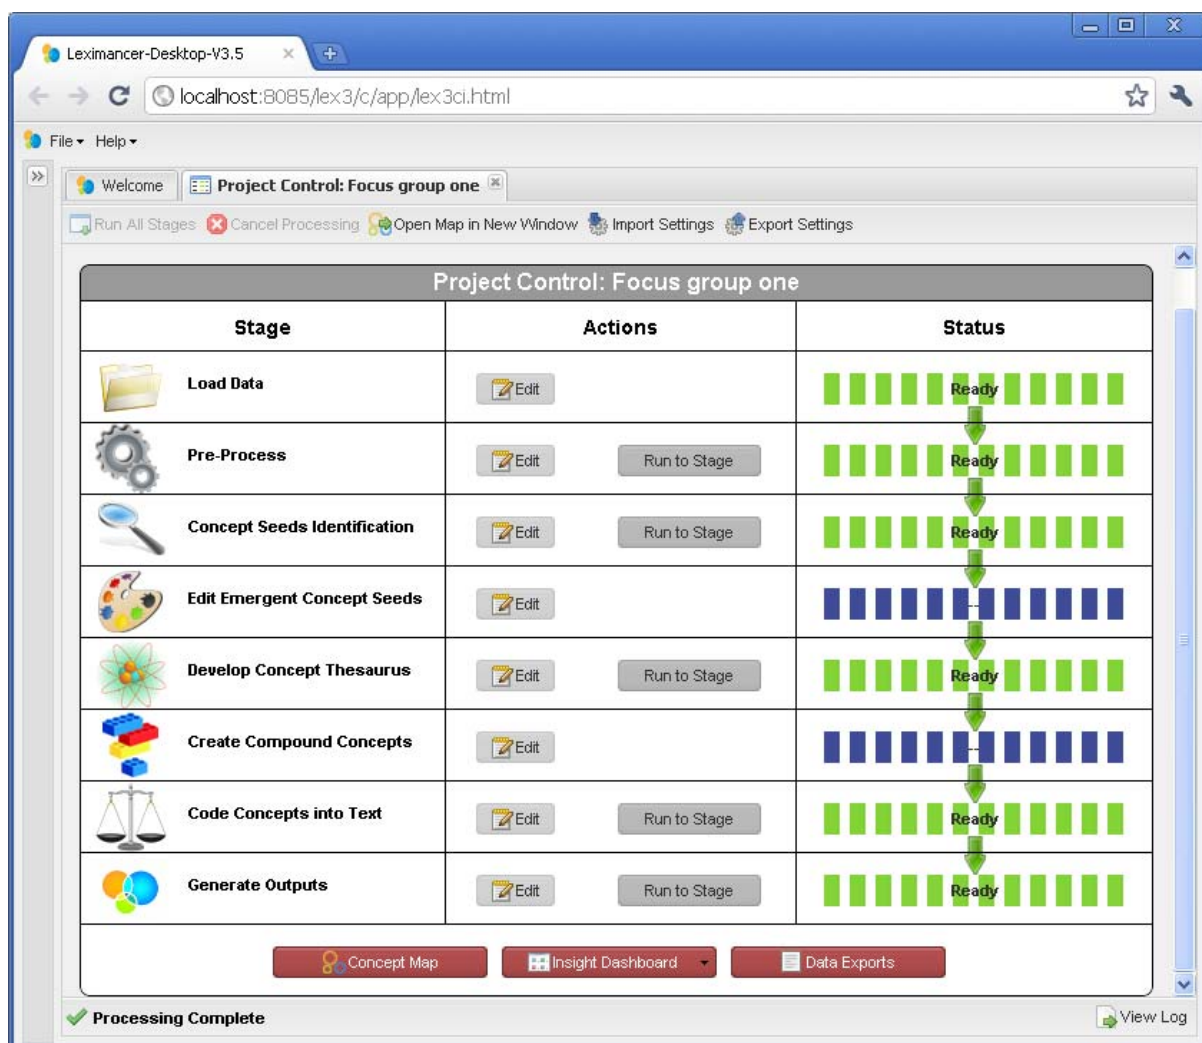 Leximancer-Desktop-V3.5
localhost:8085/lex3/c/app/lex3ci.html
File Help
Welcome Project Control: Focus group one
Run All Stages Cancel Processing Open Map in New Window Import Settings Export Settings
Project Control: Focus group one
Stage Actions Status
Load Data Edit Ready
Pre-Process Edit Run to Stage Ready
Concept Seeds Identification Edit Run to Stage Ready
Edit Emergent Concept Seeds Edit --
Develop Concept Thesaurus Edit Run to Stage Ready
Create Compound Concepts Edit --
Code Concepts into Text Edit Run to Stage Ready
Generate Outputs Edit Run to Stage Ready
Concept Map Insight Dashboard Data Exports
Processing Complete View Log